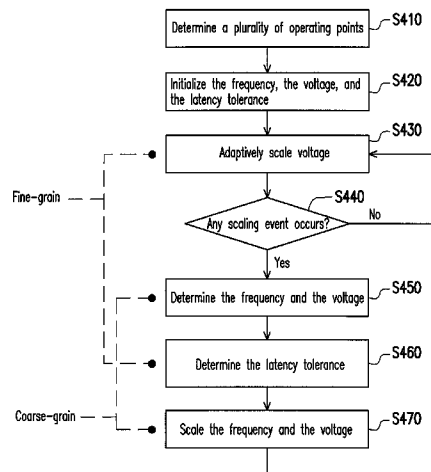 Determine a plurality of operating points
S410
Initialize the frequency, the voltage, and
the latency tolerance
S420
Adaptively scale voltage
S430
Fine-grain
Any scaling event occurs?
S440
No
Yes
Determine the frequency and the voltage
S450
Determine the latency tolerance
S460
Coarse-grain
Scale the frequency and the voltage
S470